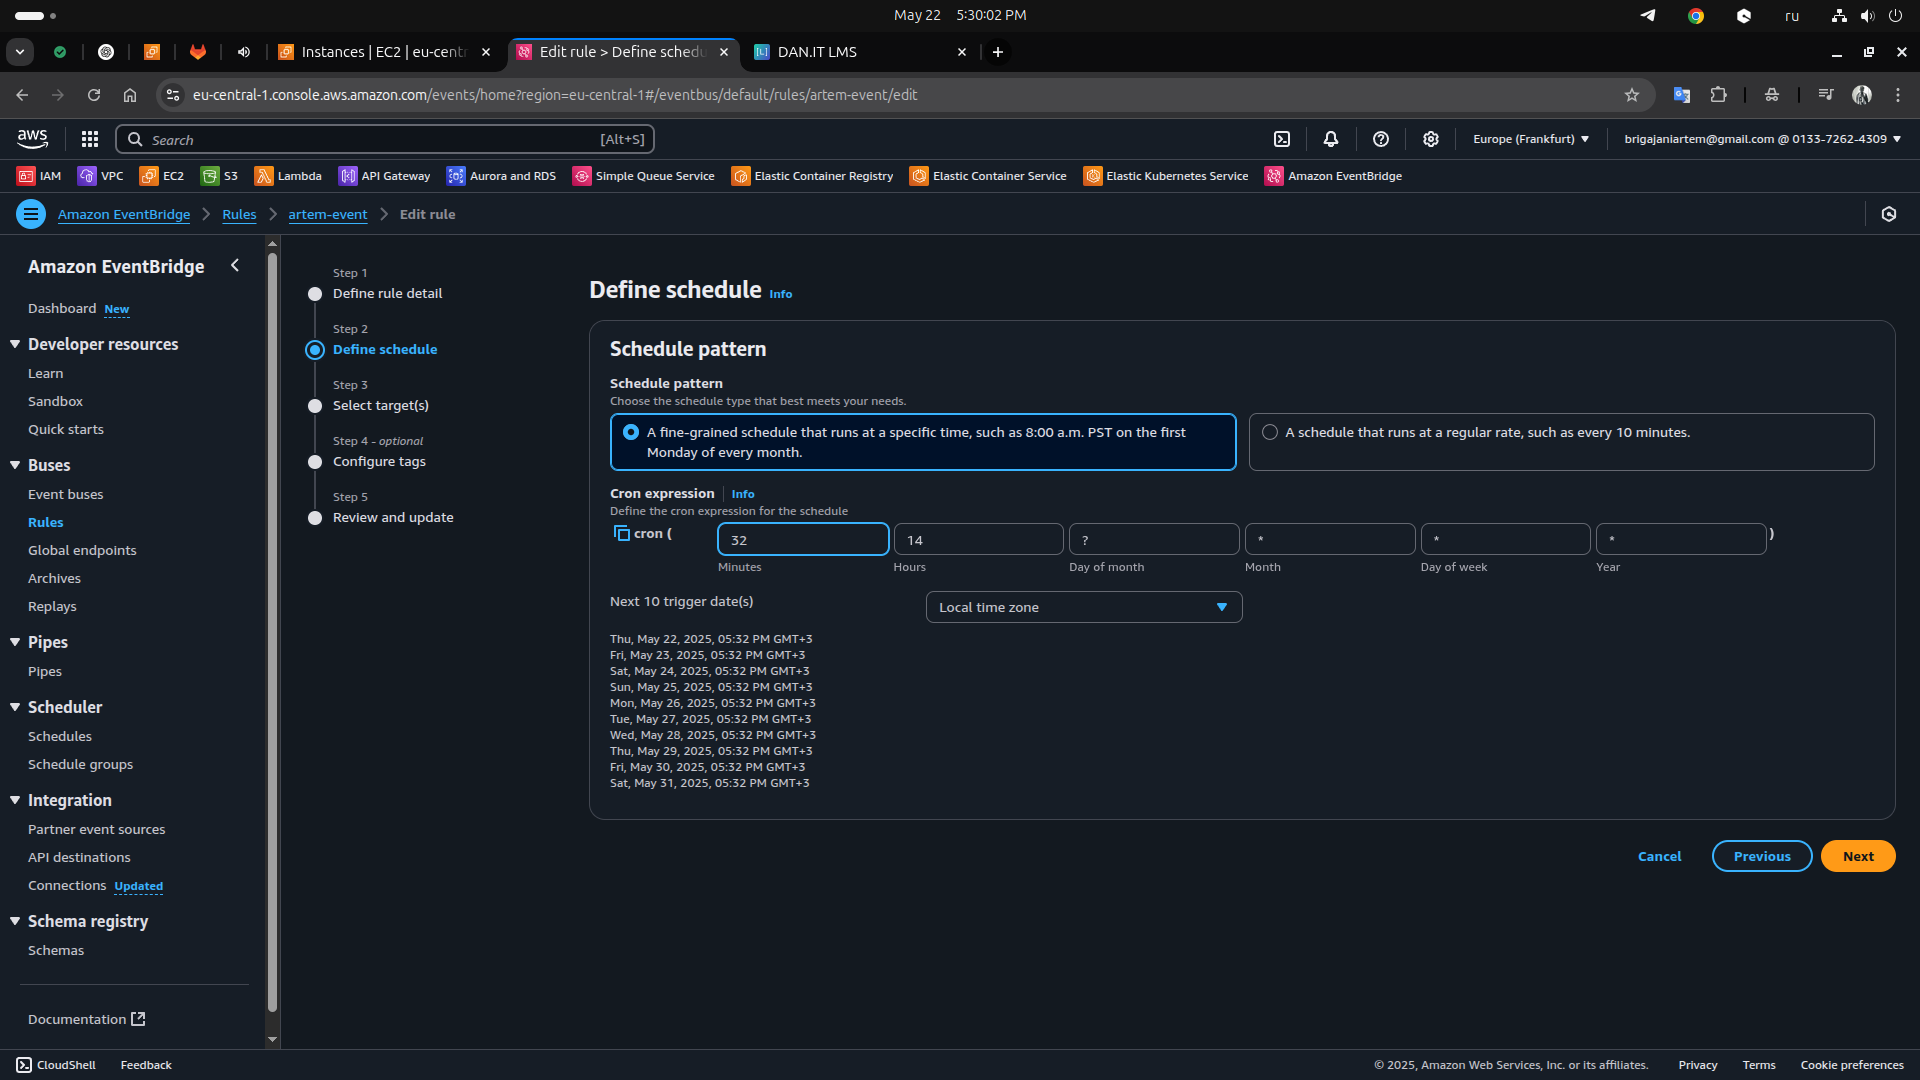 May 22 5:30:02 PM
ru
Instances | EC2 | eu-centr
Edit rule > Define schedu
DAN.IT LMS
eu-central-1.console.aws.amazon.com/events/home?region=eu-central-1#/eventbus/default/rules/artem-event/edit
aws
Search
[Alt+S]
Europe (Frankfurt)
brigajaniartem@gmail.com @ 0133-7262-4309
IAM
VPC
EC2
S3
Lambda
API Gateway
Aurora and RDS
Simple Queue Service
Elastic Container Registry
Elastic Container Service
Elastic Kubernetes Service
Amazon EventBridge
Amazon EventBridge
Rules
artem-event
Edit rule
Amazon EventBridge
Dashboard New
Developer resources
Learn
Sandbox
Quick starts
Buses
Event buses
Rules
Global endpoints
Archives
Replays
Pipes
Pipes
Scheduler
Schedules
Schedule groups
Integration
Partner event sources
API destinations
Connections Updated
Schema registry
Schemas
Documentation
Step 1
Define rule detail
Step 2
Define schedule
Step 3
Select target(s)
Step 4 - optional
Configure tags
Step 5
Review and update
Define schedule Info
Schedule pattern
Schedule pattern
Choose the schedule type that best meets your needs.
A fine-grained schedule that runs at a specific time, such as 8:00 a.m. PST on the first
Monday of every month.
A schedule that runs at a regular rate, such as every 10 minutes.
Cron expression Info
Define the cron expression for the schedule
cron ( 32 14 ? * * * )
Minutes Hours Day of month Month Day of week Year
Next 10 trigger date(s)
Local time zone
Thu, May 22, 2025, 05:32 PM GMT+3
Fri, May 23, 2025, 05:32 PM GMT+3
Sat, May 24, 2025, 05:32 PM GMT+3
Sun, May 25, 2025, 05:32 PM GMT+3
Mon, May 26, 2025, 05:32 PM GMT+3
Tue, May 27, 2025, 05:32 PM GMT+3
Wed, May 28, 2025, 05:32 PM GMT+3
Thu, May 29, 2025, 05:32 PM GMT+3
Fri, May 30, 2025, 05:32 PM GMT+3
Sat, May 31, 2025, 05:32 PM GMT+3
Cancel
Previous
Next
CloudShell
Feedback
© 2025, Amazon Web Services, Inc. or its affiliates.
Privacy
Terms
Cookie preferences